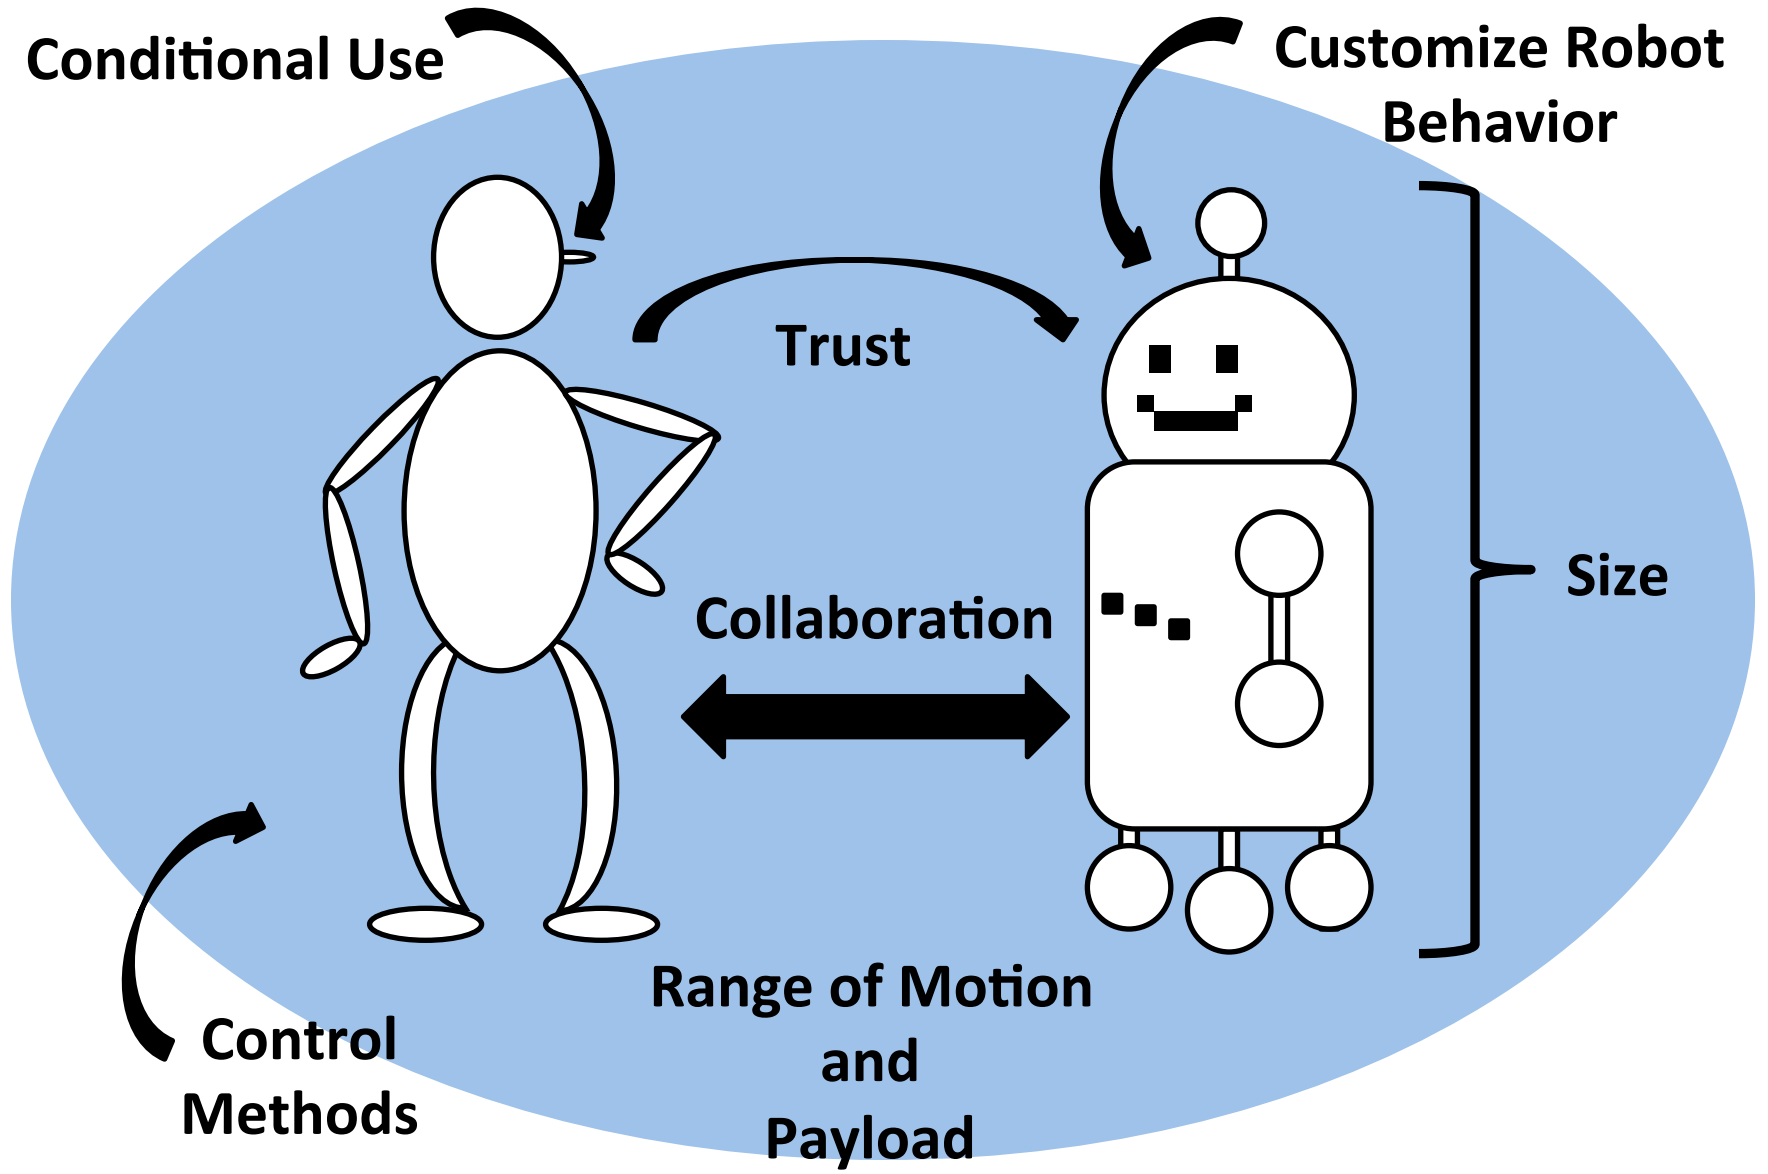 Conditional Use
Customize Robot
Behavior
Trust
Size
Collaboration
Range of Motion
and
Payload
Control
Methods